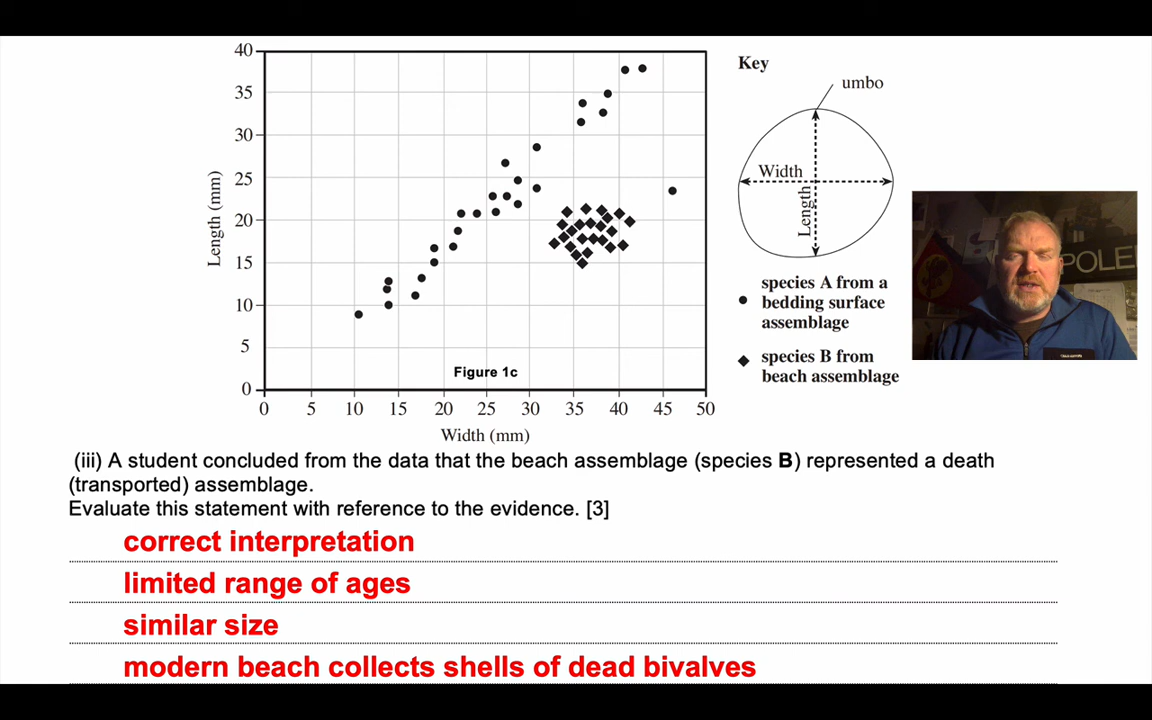 40
35
30
25
20
15
10
5
0
Length (mm)
0 5 10 15 20 25 30 35 40 45 50
Width (mm)
Figure 1c
Key
umbo
Width
Length
species A from a
bedding surface
assemblage
species B from
beach assemblage
POLE
(iii) A student concluded from the data that the beach assemblage (species B) represented a death
(transported) assemblage.
Evaluate this statement with reference to the evidence. [3]
correct interpretation
limited range of ages
similar size
modern beach collects shells of dead bivalves